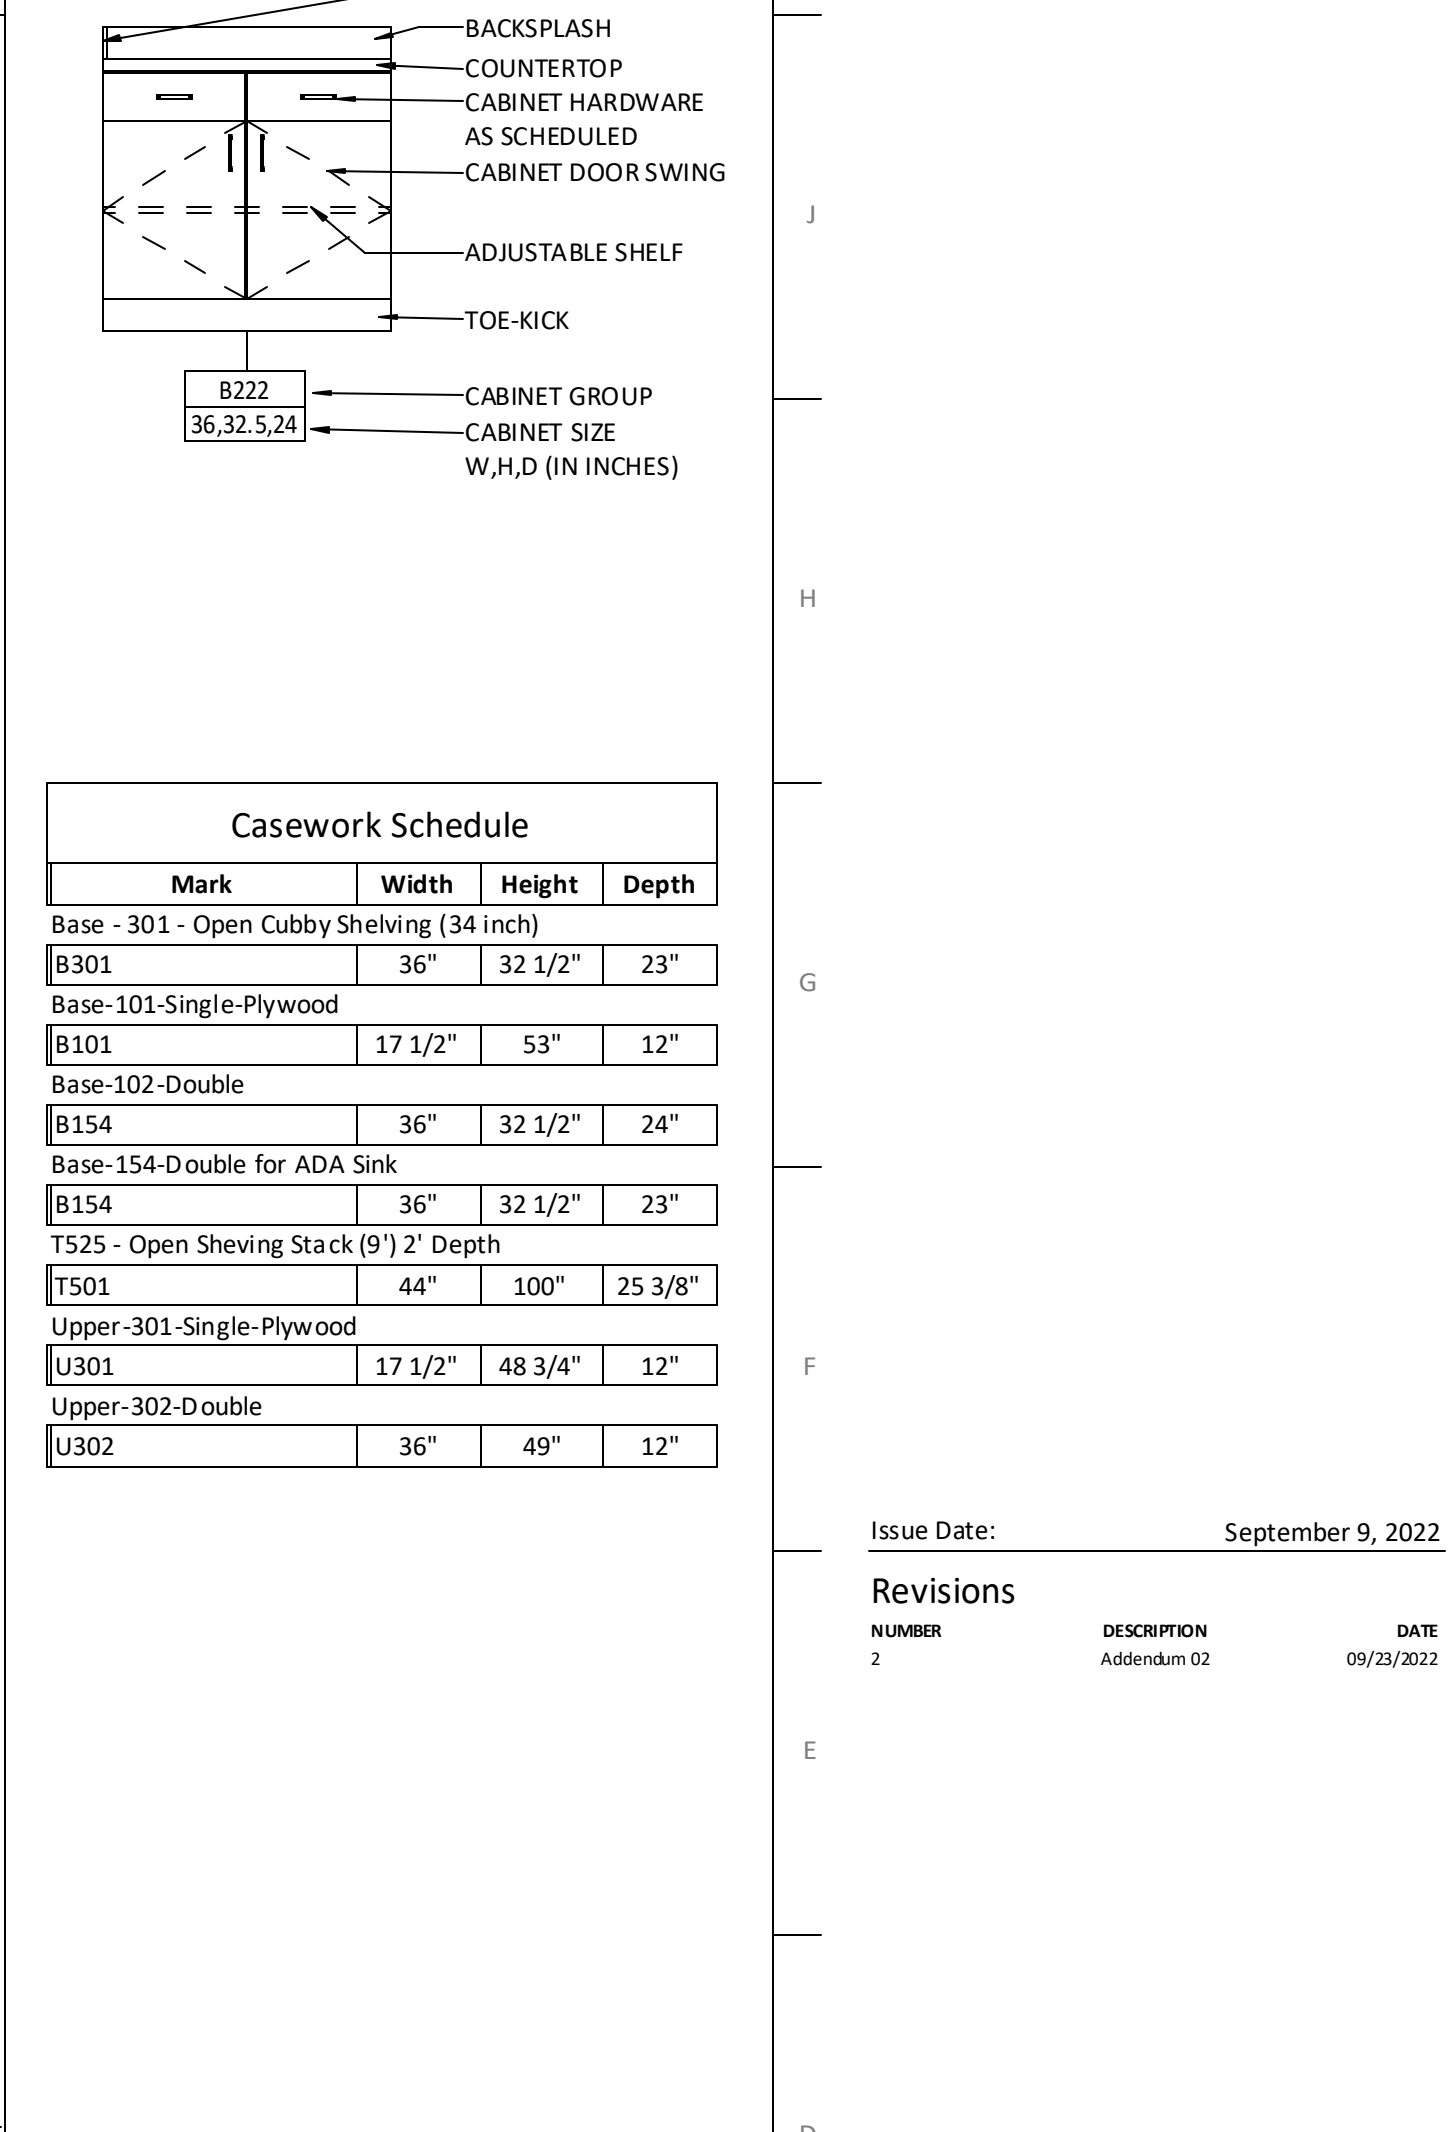 BACKSPLASH
COUNTERTOP
CABINET HARDWARE
AS SCHEDULED
CABINET DOOR SWING
ADJUSTABLE SHELF
TOE-KICK
B222
CABINET GROUP
36,32.5,24
CABINET SIZE
W,H,D (IN INCHES)
J
H
Casework Schedule
Mark Width Height Depth
Base - 301 - Open Cubby Shelving (34 inch)
B301 36" 32 1/2" 23"
G
Base-101-Single-Plywood
B101 17 1/2" 53" 12"
Base-102-Double
B154 36" 32 1/2" 24"
Base-154-Double for ADA Sink
B154 36" 32 1/2" 23"
T525 - Open Sheving Stack (9') 2' Depth
T501 44" 100" 25 3/8"
Upper-301-Single-Plywood
U301 17 1/2" 48 3/4" 12"
F
Upper-302-Double
U302 36" 49" 12"
Issue Date: September 9, 2022
Revisions
NUMBER DESCRIPTION DATE
2 Addendum 02 09/23/2022
E